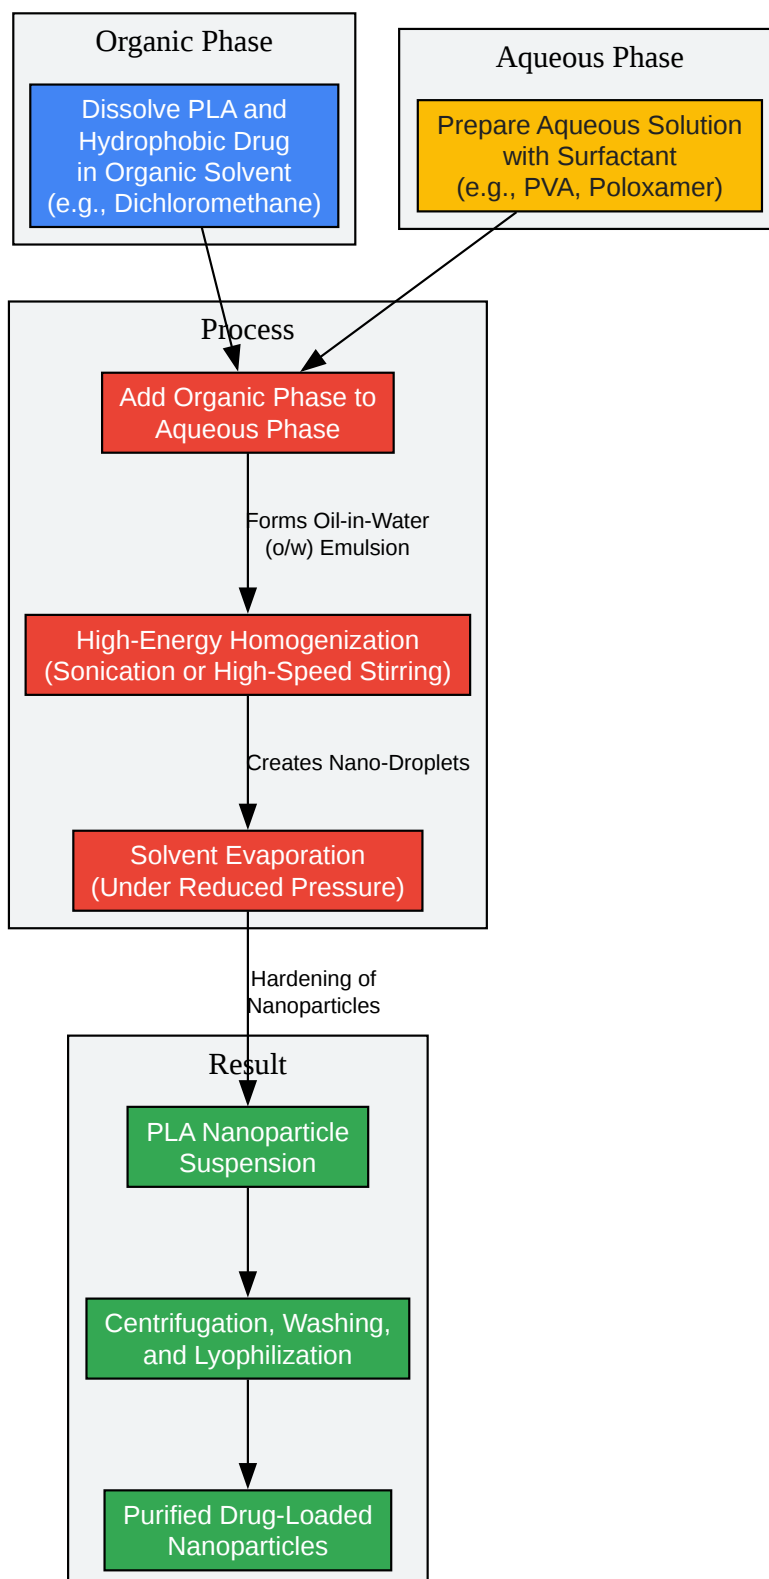 Organic Phase
Dissolve PLA and
Hydrophobic Drug
in Organic Solvent
(e.g., Dichloromethane)
Aqueous Phase
Prepare Aqueous Solution
with Surfactant
(e.g., PVA, Poloxamer)
Process
Add Organic Phase to
Aqueous Phase
Forms Oil-in-Water
(o/w) Emulsion
High-Energy Homogenization
(Sonication or High-Speed Stirring)
Creates Nano-Droplets
Solvent Evaporation
(Under Reduced Pressure)
Hardening of
Nanoparticles
Result
PLA Nanoparticle
Suspension
Centrifugation, Washing,
and Lyophilization
Purified Drug-Loaded
Nanoparticles